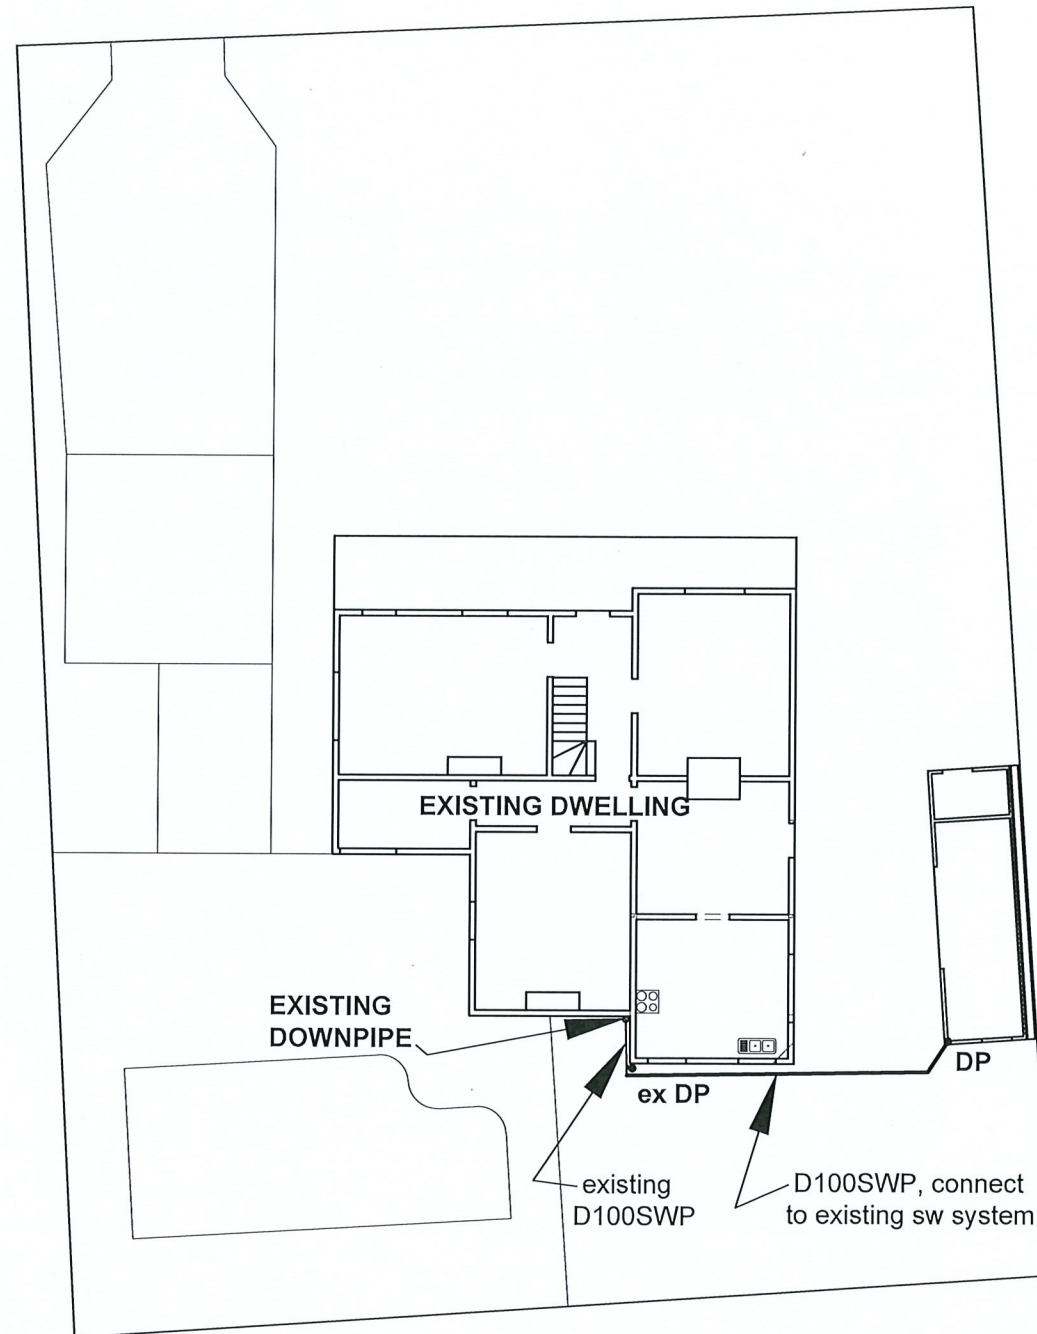 EXISTING DWELLING
EXISTING
DOWNPIPE
ex DP
DP
existing
D100SWP
D100SWP, connect
to existing sw system